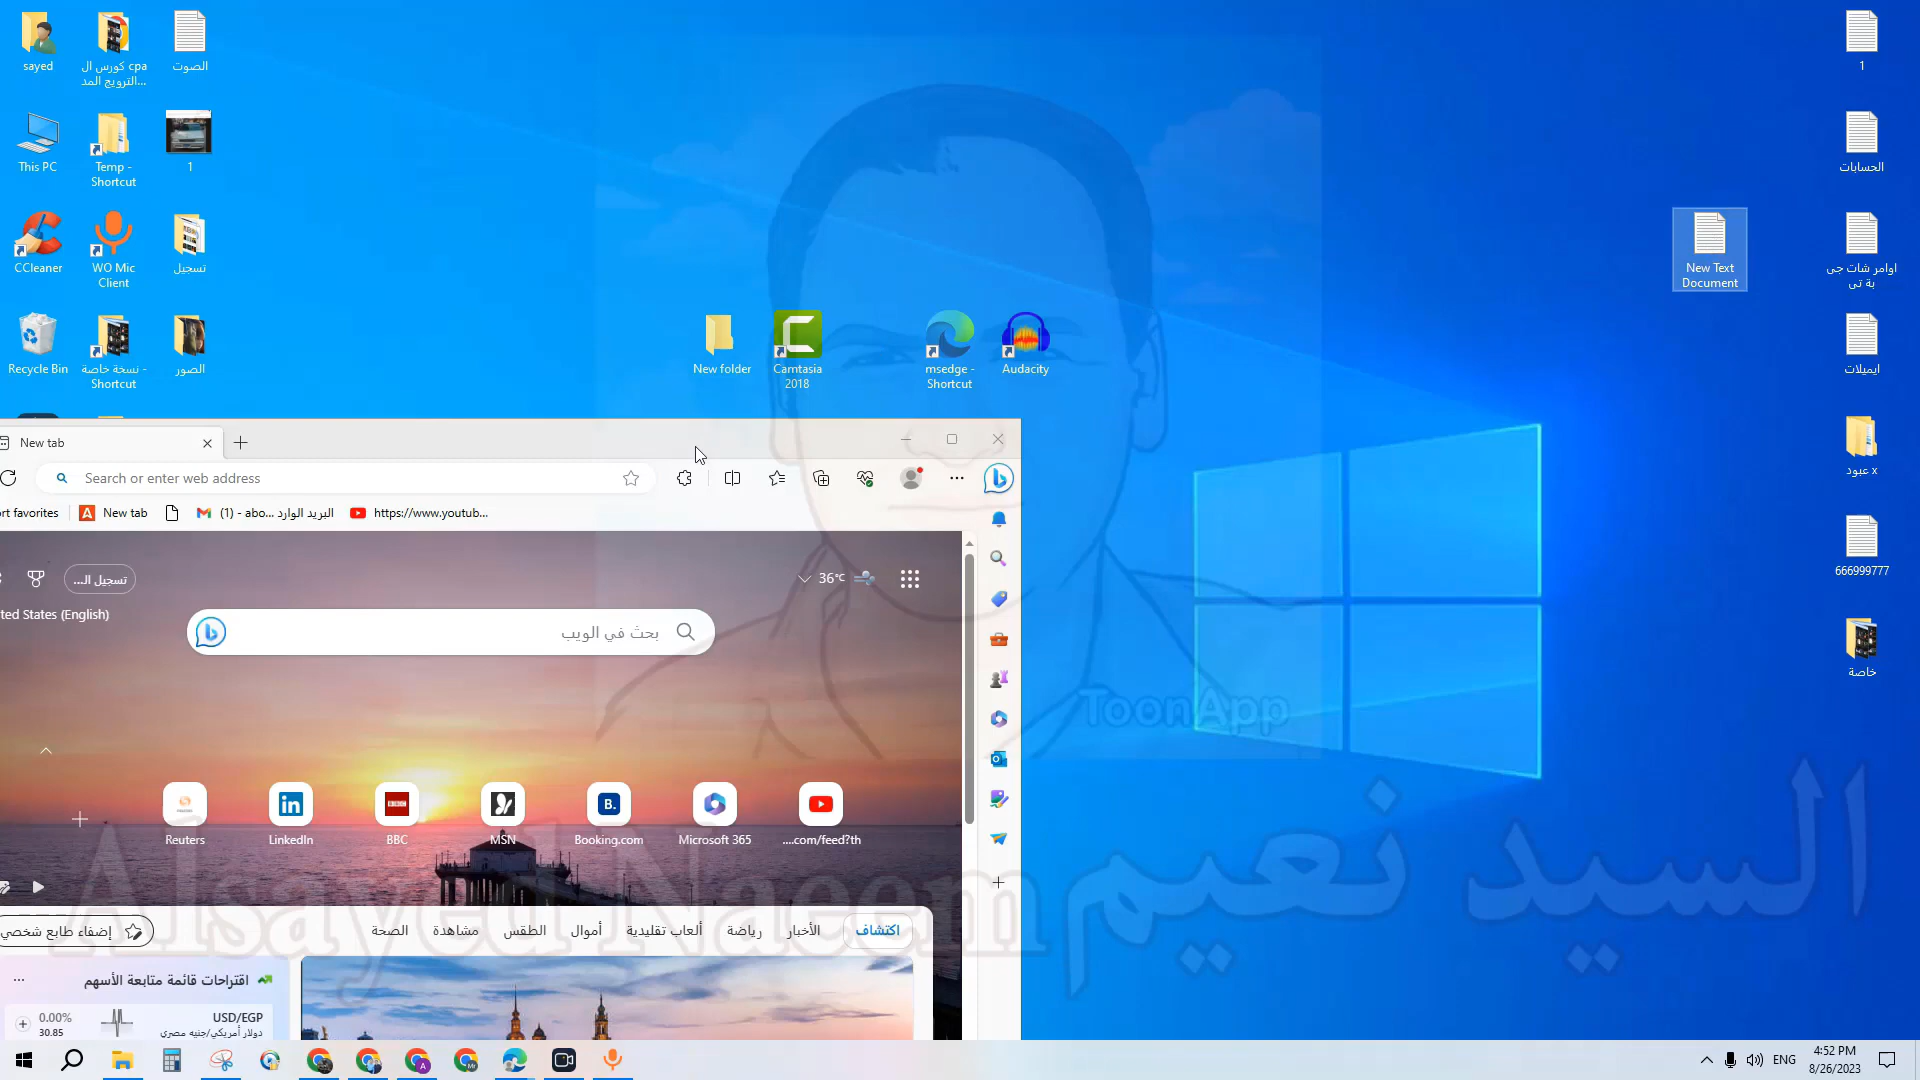 sayed
cpa كورس ال
الترويج المد...
الصوت
This PC
Temp -
Shortcut
1
CCleaner
WO Mic
Client
تسجيل
Recycle Bin
نسخة خاصة -
Shortcut
الصور
New folder
Camtasia
2018
msedge -
Shortcut
Audacity
New Text
Document
1
الحسابات
اوامر شات جى
بة تى
ايميلات
عبود x
666999777
خاصة
New tab
Search or enter web address
rt favorites
New tab
(1) - abo... البريد الوارد
https://www.youtub...
تسجيل الـ...
36°C
ted States (English)
بحث في الويب
Reuters
LinkedIn
BBC
MSN
Booking.com
Microsoft 365
....com/feed?th
ToonApp
Alsayed Naeem السيد نعيم
إضفاء طابع شخصي
اكتشاف
الأخبار
رياضة
ألعاب تقليدية
أموال
الطقس
مشاهدة
الصحة
اقتراحات قائمة متابعة الأسهم
USD/EGP
دولار أمريكي/جنيه مصري
0.00%
30.85
ENG
4:52 PM
8/26/2023